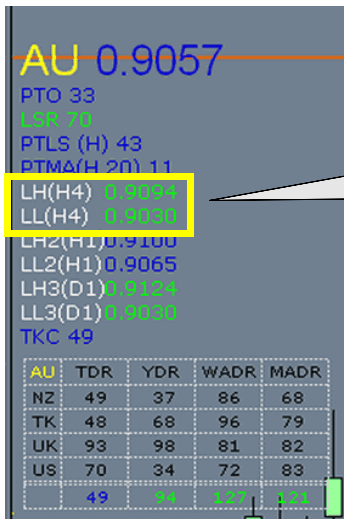 AU 0.9057
PTO 33
LSR 70
PTLS (H) 43
PTMA(H 20) 11
LH(H4) 0.9094
LL(H4) 0.9030
LH2(H1)0.9100
LL2(H1)0.9065
LH3(D1)0.9124
LL3(D1)0.9030
TKC 49
AU TDR YDR WADR MADR
NZ 49 37 86 68
TK 48 68 96 79
UK 93 98 81 82
US 70 34 72 83
49 94 127 121